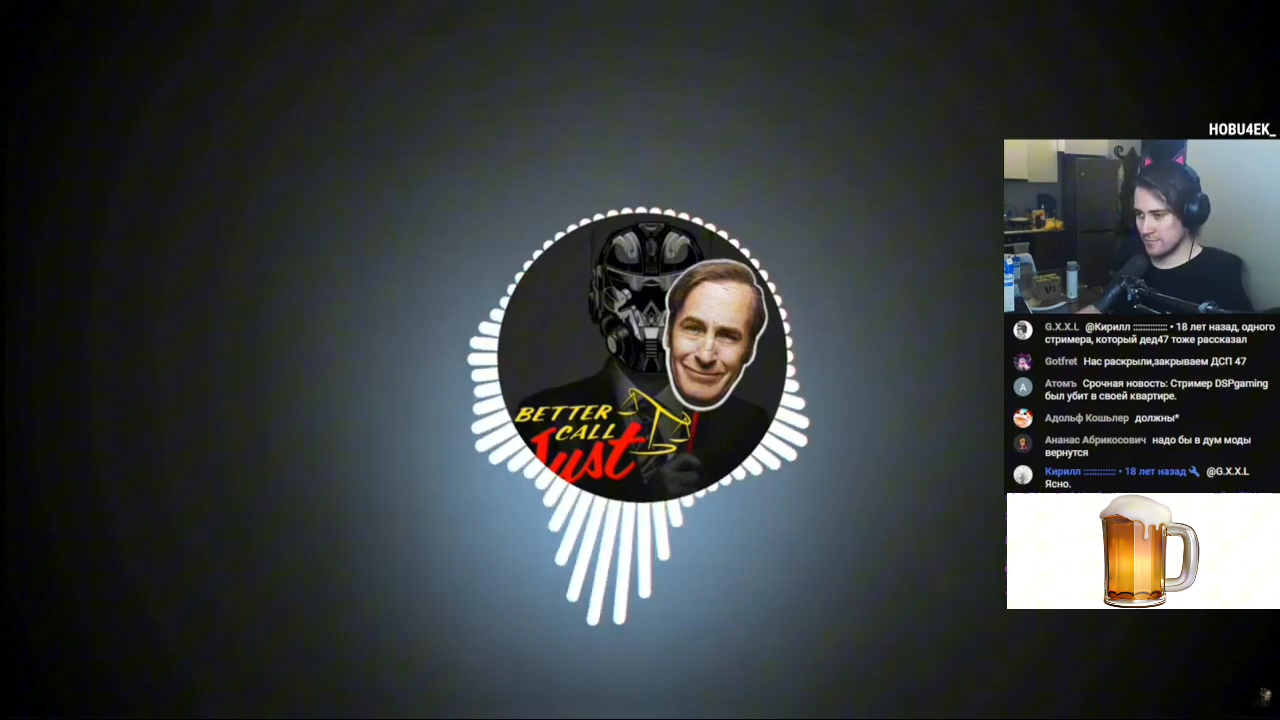 HOBU4EK_
BETTER
CALL
Just
G.X.X.L @Кирилл :::::::::::::: • 18 лет назад, одного
стримера, который дед47 тоже рассказал
Gotfret Нас раскрыли,закрываем ДСП 47
А Атомъ Срочная новость: Стример DSPgaming
был убит в своей квартире.
Адольф Кошьлер должны*
Ананас Абрикосович надо бы в дум моды
вернутся
Кирилл :::::::::::::: • 18 лет назад @G.X.X.L
Ясно.